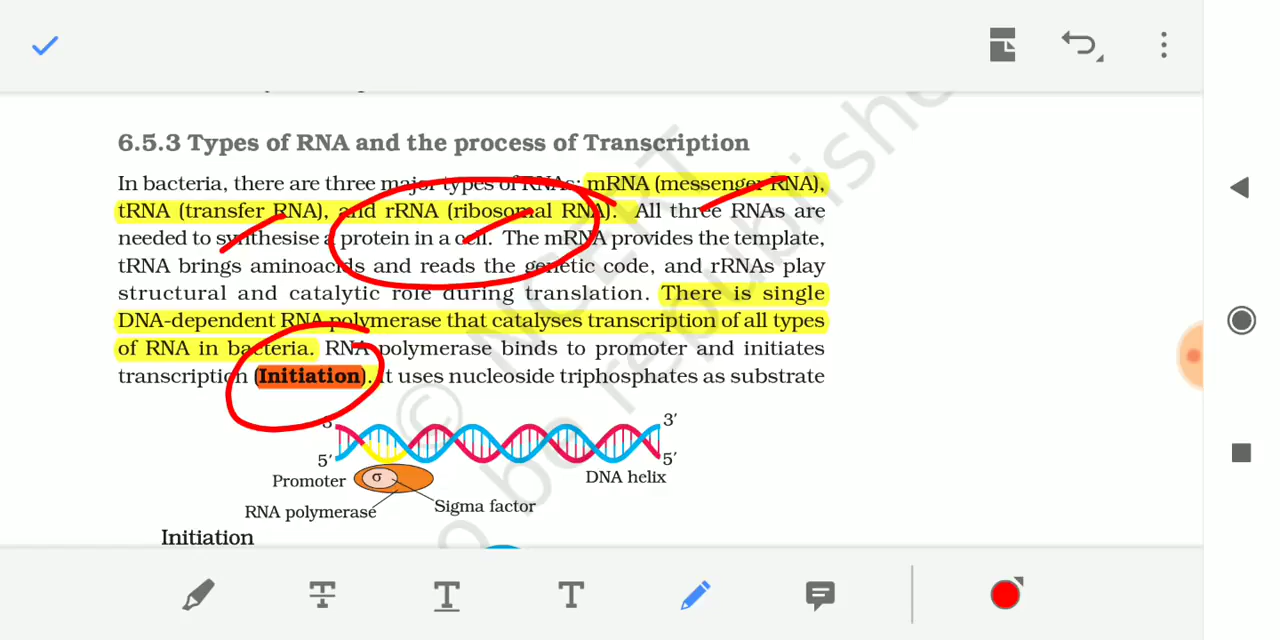 6.5.3 Types of RNA and the process of Transcription
In bacteria, there are three major types of RNAs: mRNA (messenger RNA),
tRNA (transfer RNA), and rRNA (ribosomal RNA). All three RNAs are
needed to synthesise a protein in a cell. The mRNA provides the template,
tRNA brings aminoacids and reads the genetic code, and rRNAs play
structural and catalytic role during translation. There is single
DNA-dependent RNA polymerase that catalyses transcription of all types
of RNA in bacteria. RNA polymerase binds to promoter and initiates
transcription (Initiation). It uses nucleoside triphosphates as substrate
3'
5'
3'
5'
Promoter
σ
DNA helix
Sigma factor
RNA polymerase
Initiation
© NCERT
o be republishe
T
T
T